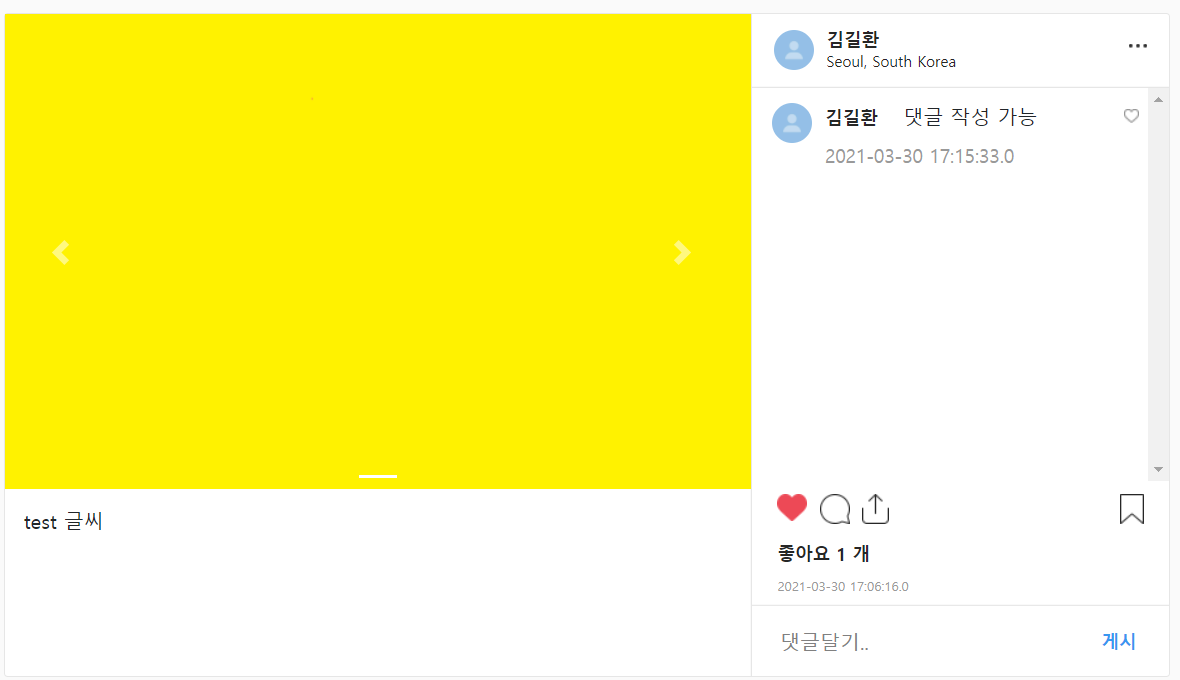 김길환
Seoul, South Korea
김길환 댓글 작성 가능
2021-03-30 17:15:33.0
test 글씨
좋아요 1 개
2021-03-30 17:06:16.0
댓글달기..
게시